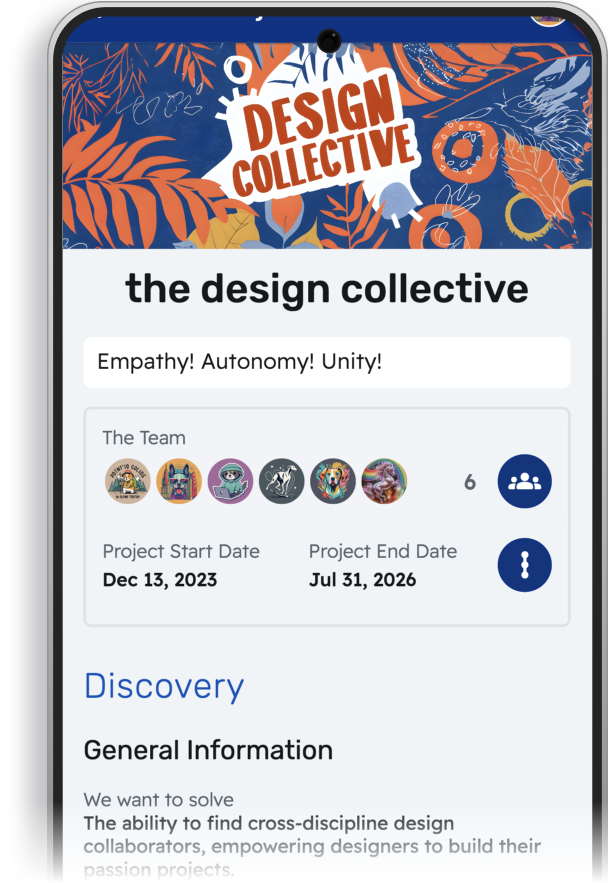 DESIGN
COLLECTIVE
the design collective
Empathy! Autonomy! Unity!
The Team
6
Project Start Date
Project End Date
Dec 13, 2023
Jul 31, 2026
Discovery
General Information
We want to solve
The ability to find cross-discipline design
collaborators, empowering designers to build their
passion projects.